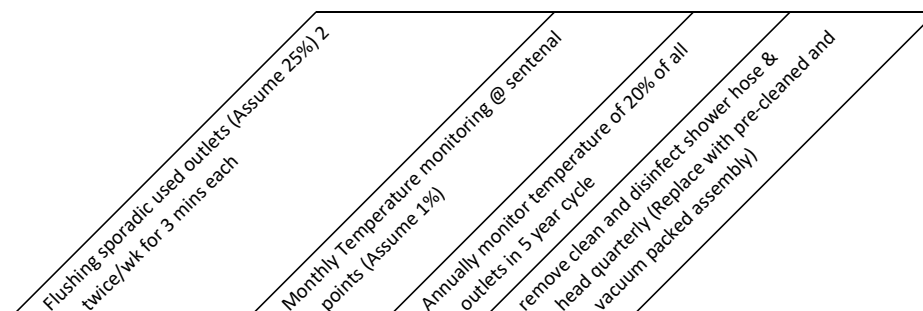 Flushing sporadic used outlets (Assume 25%) 2
twice/wk for 3 mins each
Monthly Temperature monitoring @ sentenal
points (Assume 1%)
Annually monitor temperature of 20% of all
outlets in 5 year cycle
remove clean and disinfect shower hose &
head quarterly (Replace with pre-cleaned and
vacuum packed assembly)